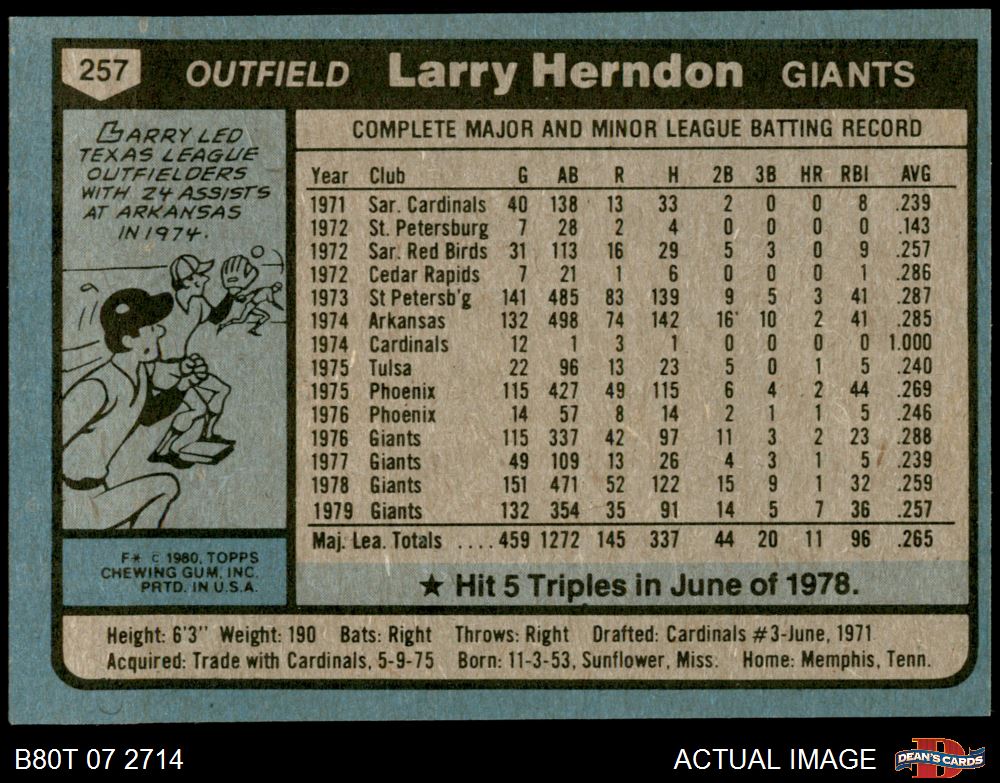 257 OUTFIELD Larry Herndon GIANTS
LARRY LED
TEXAS LEAGUE
OUTFIELDERS
WITH 24 ASSISTS
AT ARKANSAS
IN 1974.
F* © 1980, TOPPS
CHEWING GUM, INC.
PRTD. IN U.S.A.
COMPLETE MAJOR AND MINOR LEAGUE BATTING RECORD
Year Club G AB R H 2B 3B HR RBI AVG
1971 Sar. Cardinals 40 138 13 33 2 0 0 8 .239
1972 St. Petersburg 7 28 2 4 0 0 0 0 .143
1972 Sar. Red Birds 31 113 16 29 5 3 0 9 .257
1972 Cedar Rapids 7 21 1 6 0 0 0 1 .286
1973 St Petersb'g 141 485 83 139 9 5 3 41 .287
1974 Arkansas 132 498 74 142 16 10 2 41 .285
1974 Cardinals 12 1 3 1 0 0 0 0 1.000
1975 Tulsa 22 96 13 23 5 0 1 5 .240
1975 Phoenix 115 427 49 115 6 4 2 44 .269
1976 Phoenix 14 57 8 14 2 1 1 5 .246
1976 Giants 115 337 42 97 11 3 2 23 .288
1977 Giants 49 109 13 26 4 3 1 5 .239
1978 Giants 151 471 52 122 15 9 1 32 .259
1979 Giants 132 354 35 91 14 5 7 36 .257
Maj. Lea. Totals .... 459 1272 145 337 44 20 11 96 .265
★ Hit 5 Triples in June of 1978.
Height: 6'3" Weight: 190 Bats: Right Throws: Right Drafted: Cardinals #3-June, 1971
Acquired: Trade with Cardinals, 5-9-75 Born: 11-3-53, Sunflower, Miss. Home: Memphis, Tenn.
B80T 07 2714 ACTUAL IMAGE D DEAN'S CARDS